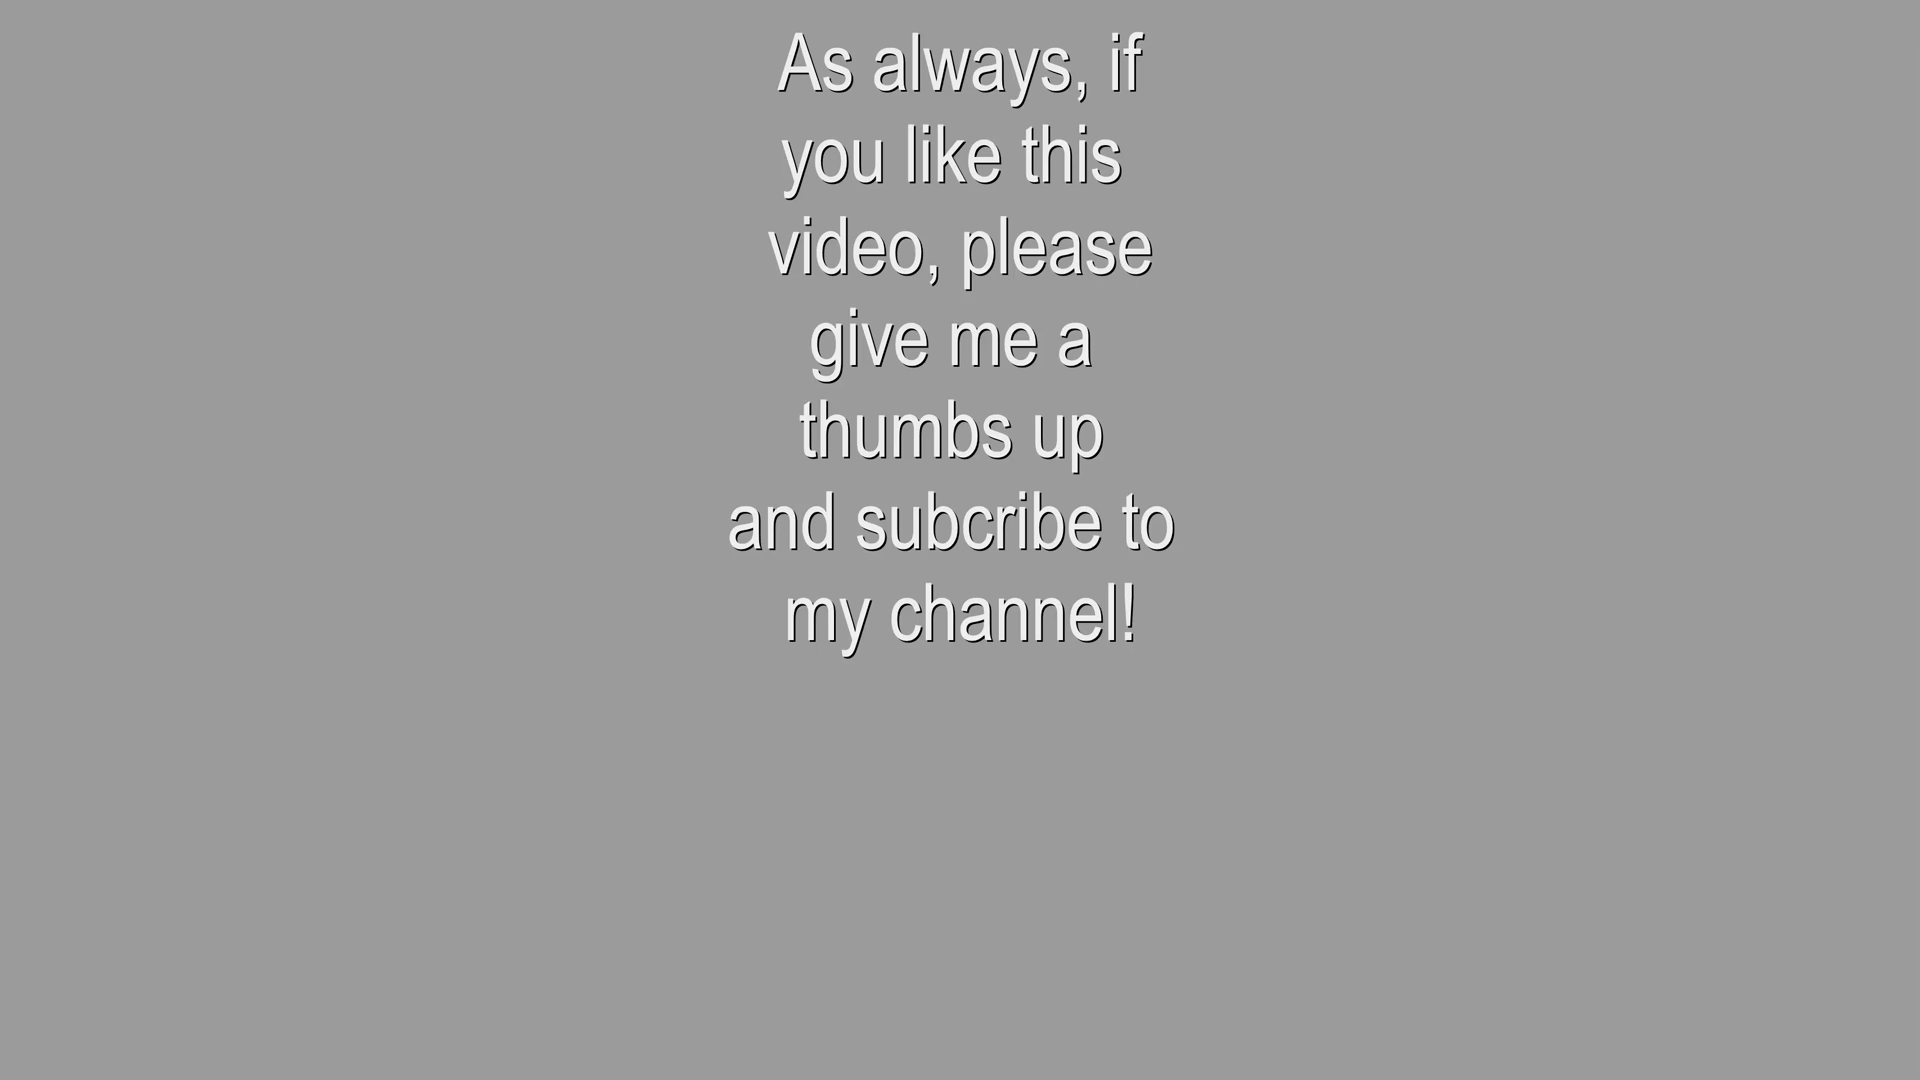 As always, if
you like this
video, please
give me a
thumbs up
and subcribe to
my channel!